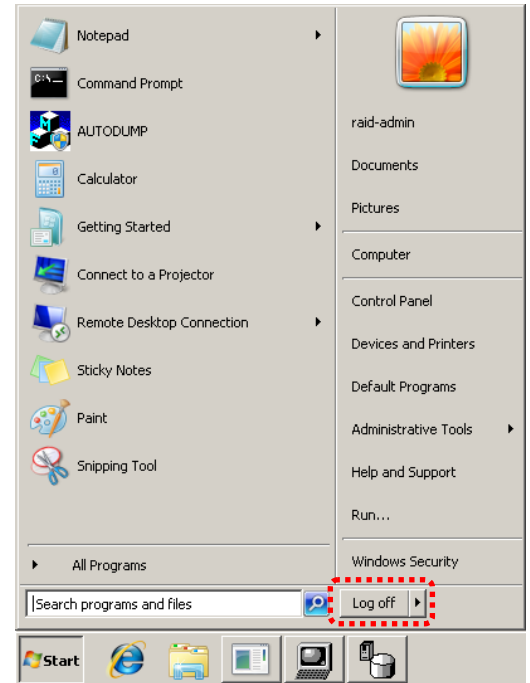 Notepad
Command Prompt
AUTODUMP
Calculator
Getting Started
Connect to a Projector
Remote Desktop Connection
Sticky Notes
Paint
Snipping Tool
All Programs
Search programs and files
raid-admin
Documents
Pictures
Computer
Control Panel
Devices and Printers
Default Programs
Administrative Tools
Help and Support
Run...
Windows Security
Log off
Start